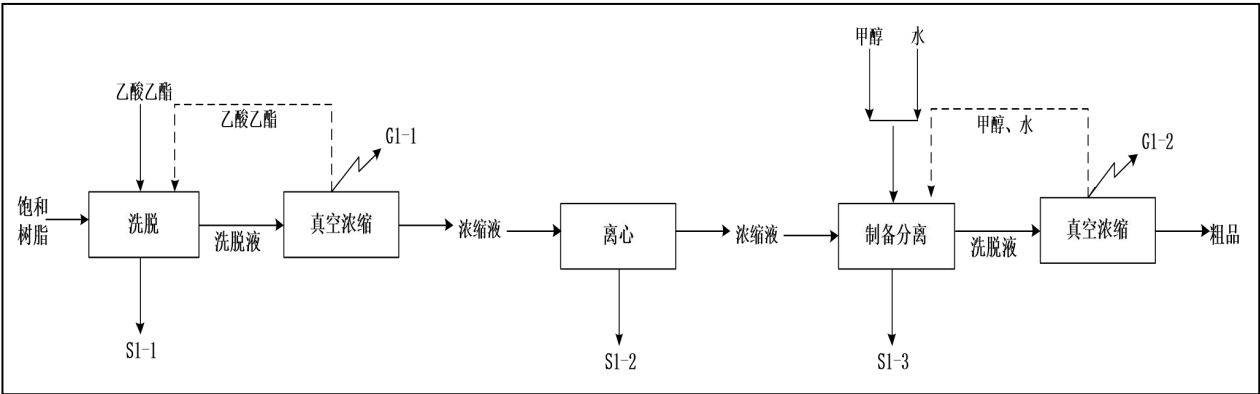 甲醇
水
乙酸乙酯
乙酸乙酯
G1-1
甲醇、水
G1-2
饱和
树脂
洗脱
洗脱液
真空浓缩
浓缩液
离心
浓缩液
制备分离
洗脱液
真空浓缩
粗品
S1-1
S1-2
S1-3